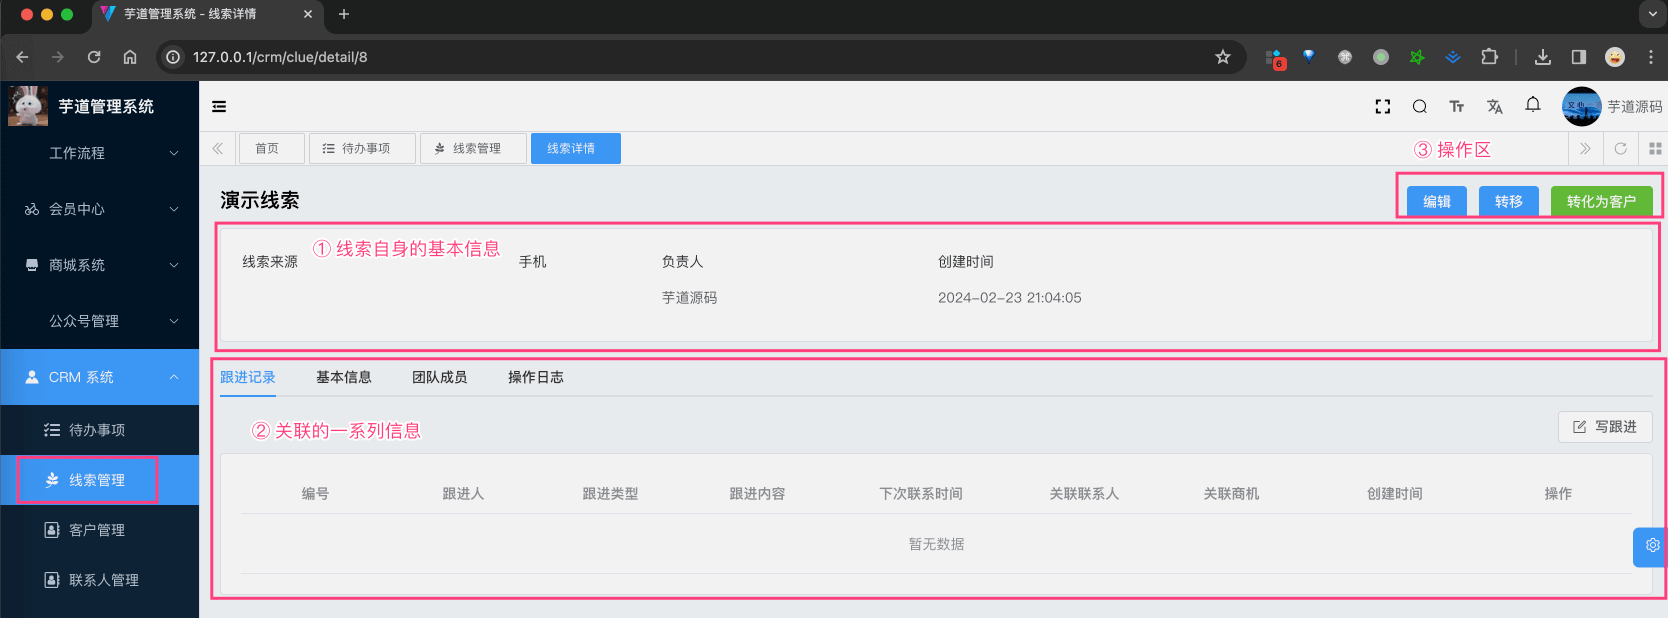 芋道管理系统 - 线索详情
127.0.0.1/crm/clue/detail/8
6
芋道管理系统
芋道源码
工作流程
会员中心
商城系统
公众号管理
CRM 系统
待办事项
线索管理
客户管理
联系人管理
首页
待办事项
线索管理
线索详情
③ 操作区
演示线索
编辑
转移
转化为客户
① 线索自身的基本信息
线索来源
手机
负责人
创建时间
芋道源码
2024-02-23 21:04:05
跟进记录
基本信息
团队成员
操作日志
② 关联的一系列信息
写跟进
编号
跟进人
跟进类型
跟进内容
下次联系时间
关联联系人
关联商机
创建时间
操作
暂无数据